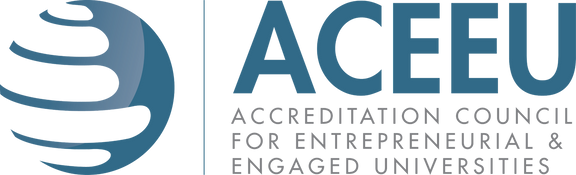 ACEEU
ACCREDITATION COUNCIL
FOR ENTREPRENEURIAL &
ENGAGED UNIVERSITIES